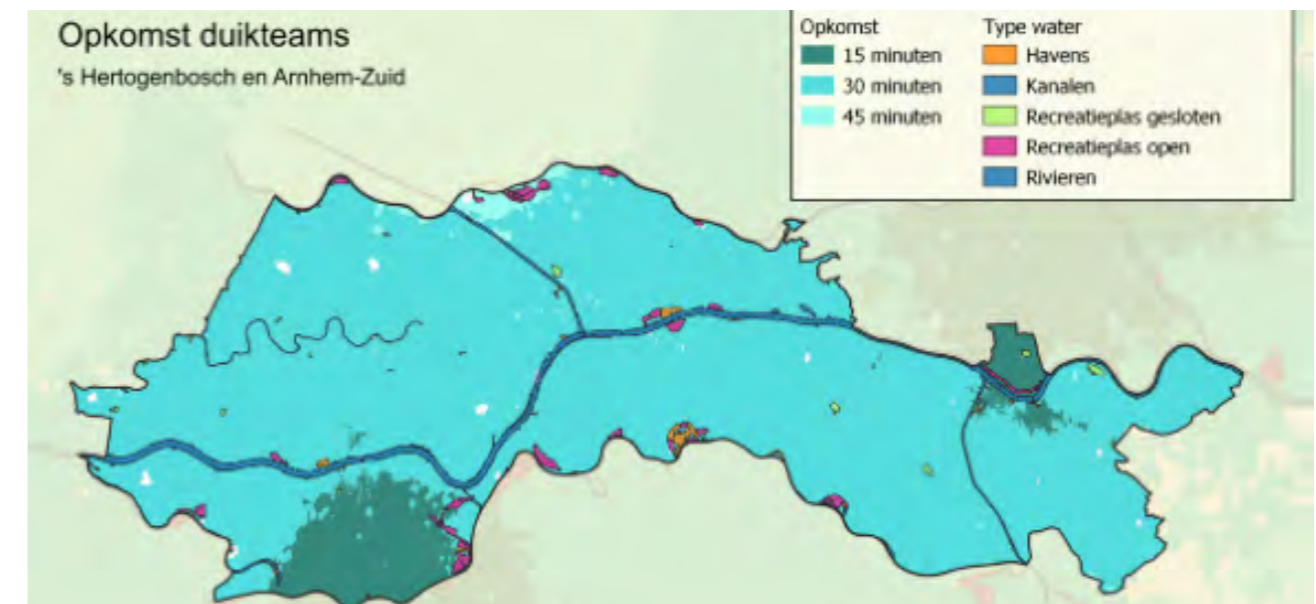 Opkomst duikteams
's Hertogenbosch en Arnhem-Zuid
Opkomst
15 minuten
30 minuten
45 minuten
Type water
Havens
Kanalen
Recreatieplas gesloten
Recreatieplas open
Rivieren